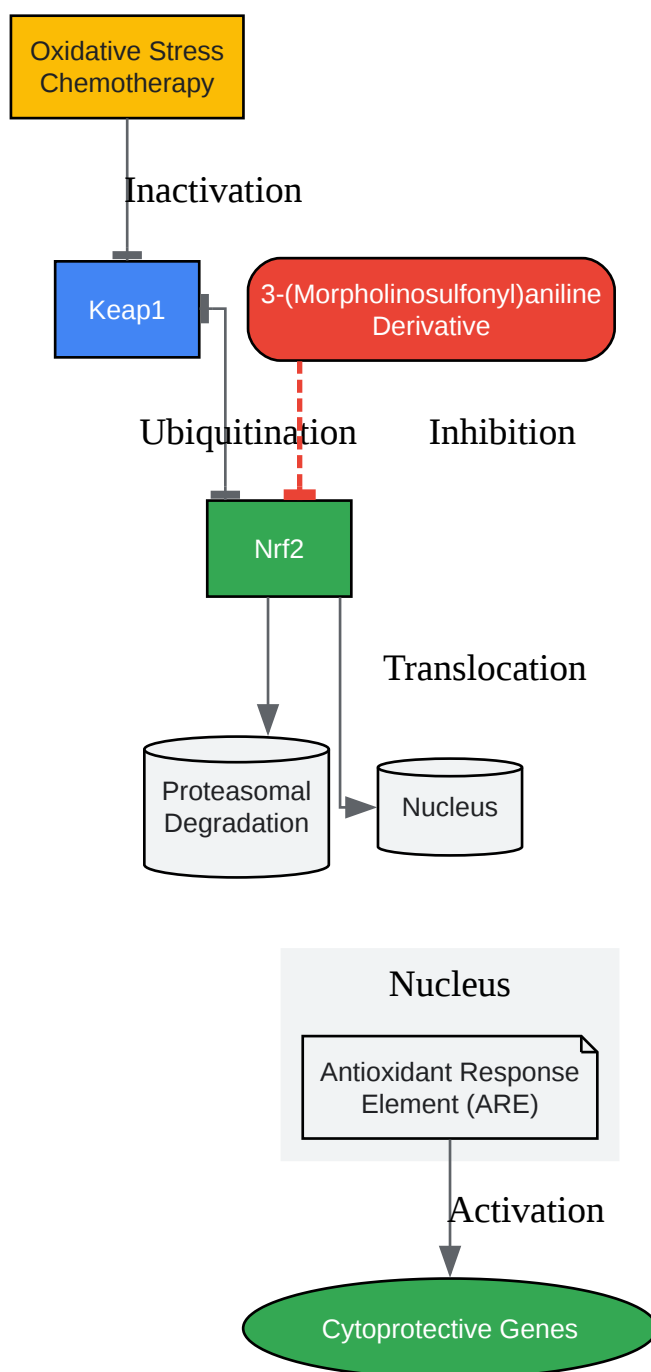 Oxidative Stress
Chemotherapy
Inactivation
Keap1
3-(Morpholinosulfonyl)aniline
Derivative
Ubiquitination
Inhibition
Nrf2
Translocation
Proteasomal
Degradation
Nucleus
Nucleus
Antioxidant Response
Element (ARE)
Activation
Cytoprotective Genes